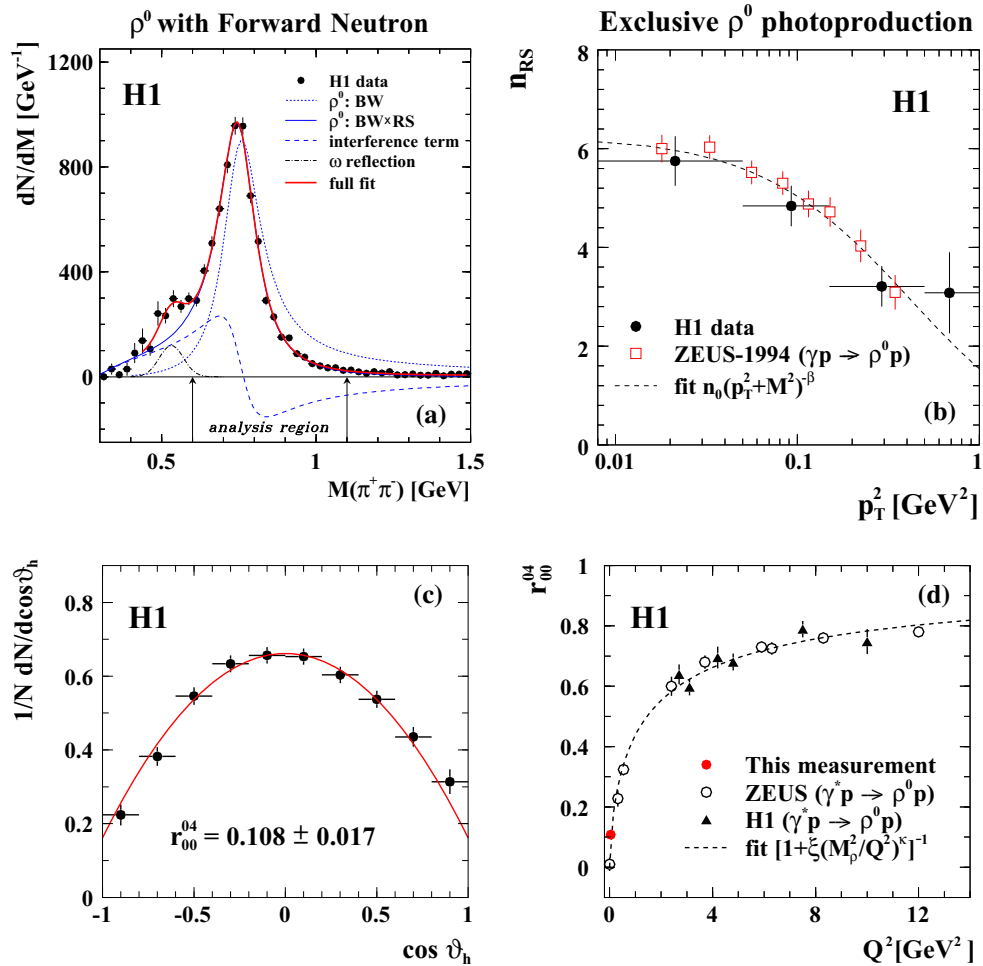 ρ⁰ with Forward Neutron
dN/dM [GeV⁻¹]
1200
900
600
300
0
H1
H1 data
ρ⁰: BW
ρ⁰: BW×RS
interference term
ω reflection
full fit
analysis region
(a)
0.5
1
1.5
M(π⁺π⁻) [GeV]
Exclusive ρ⁰ photoproduction
n_RS
8
6
4
2
0
H1
H1 data
ZEUS-1994 (γp → ρ⁰p)
fit n₀(p_T²+M²)^-β
(b)
0.01
0.1
1
p_T² [GeV²]
1/N dN/dcosϑ_h
0.8
0.6
0.4
0.2
0
H1
(c)
r₀₀⁰⁴ = 0.108 ± 0.017
-1
-0.5
0
0.5
1
cos ϑ_h
r₀₀⁰⁴
1
0.8
0.6
0.4
0.2
0
H1
(d)
This measurement
ZEUS (γ*p → ρ⁰p)
H1 (γ*p → ρ⁰p)
fit [1+ξ(M_ρ²/Q²)^κ]⁻¹
0
4
8
12
Q²[GeV²]